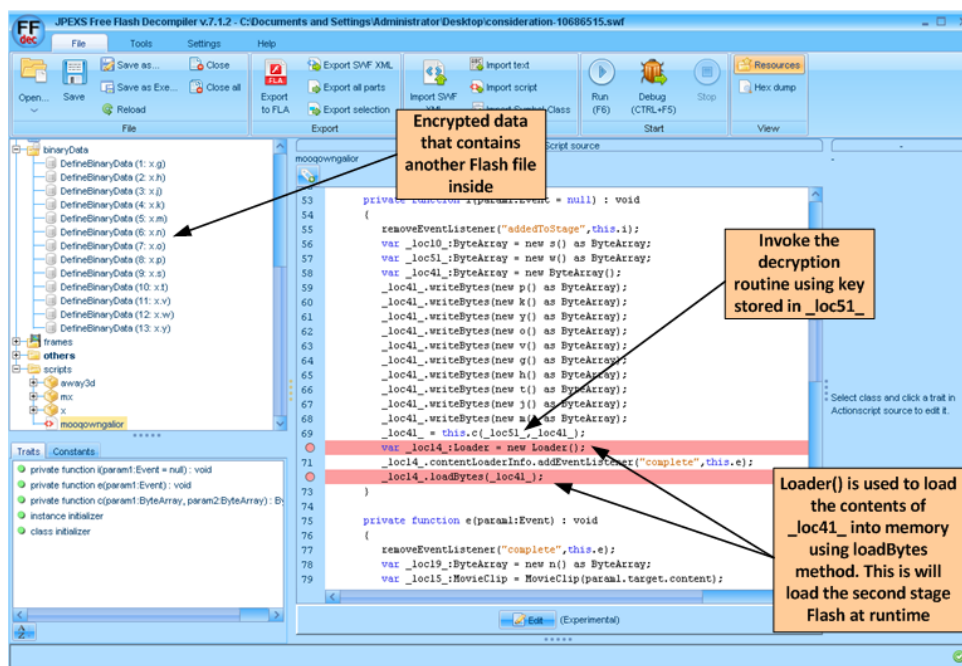 JPEXS Free Flash Decompiler v.7.1.2 - C:\Documents and Settings\Administrator\Desktop\consideration-10686515.swf
FF
dec
File
Tools
Settings
Help
Open...
Save
Save as...
Save as Exe...
Reload
Close
Close all
File
Export
to FLA
Export SWF XML
Export all parts
Export selection
Export
Import SWF
XML
Import text
Import script
Import Symbol-Class
Run
(F6)
Debug
(CTRL+F5)
Stop
Start
Resources
Hex dump
View
binaryData
DefineBinaryData (1: x.g)
DefineBinaryData (2: x.h)
DefineBinaryData (3: x.j)
DefineBinaryData (4: x.k)
DefineBinaryData (5: x.m)
DefineBinaryData (6: x.n)
DefineBinaryData (7: x.o)
DefineBinaryData (8: x.p)
DefineBinaryData (9: x.s)
DefineBinaryData (10: x.t)
DefineBinaryData (11: x.v)
DefineBinaryData (12: x.w)
DefineBinaryData (13: x.y)
frames
others
scripts
away3d
mx
x
mooqowngalior
Traits
Constants
private function i(param1:Event = null) : void
private function e(param1:Event) : void
private function c(param1:ByteArray, param2:ByteArray) : By
instance initializer
class initializer
Encrypted data
that contains
another Flash file
inside
Script source
mooqowngalior
53 private function i(param1:Event = null) : void
54 {
55 removeEventListener("addedToStage",this.i);
56 var _loc10_:ByteArray = new s() as ByteArray;
57 var _loc51_:ByteArray = new w() as ByteArray;
58 var _loc41_:ByteArray = new ByteArray();
59 _loc41_.writeBytes(new p() as ByteArray);
60 _loc41_.writeBytes(new k() as ByteArray);
61 _loc41_.writeBytes(new y() as ByteArray);
62 _loc41_.writeBytes(new o() as ByteArray);
63 _loc41_.writeBytes(new v() as ByteArray);
64 _loc41_.writeBytes(new g() as ByteArray);
65 _loc41_.writeBytes(new h() as ByteArray);
66 _loc41_.writeBytes(new t() as ByteArray);
67 _loc41_.writeBytes(new j() as ByteArray);
68 _loc41_.writeBytes(new m() as ByteArray);
69 _loc41_ = this.c(_loc51_,_loc41_);
var _loc14_:Loader = new Loader();
71 _loc14_.contentLoaderInfo.addEventListener("complete",this.e);
_loc14_.loadBytes(_loc41_);
73 }
74
75 private function e(param1:Event) : void
76 {
77 removeEventListener("complete",this.e);
78 var _loc19_:ByteArray = new n() as ByteArray;
79 var _loc15_:MovieClip = MovieClip(param1.target.content);
Edit
(Experimental)
Invoke the
decryption
routine using key
stored in _loc51_
Select class and click a trait in
Actionscript source to edit it.
Loader() is used to load
the contents of
_loc41_ into memory
using loadBytes
method. This is will
load the second stage
Flash at runtime